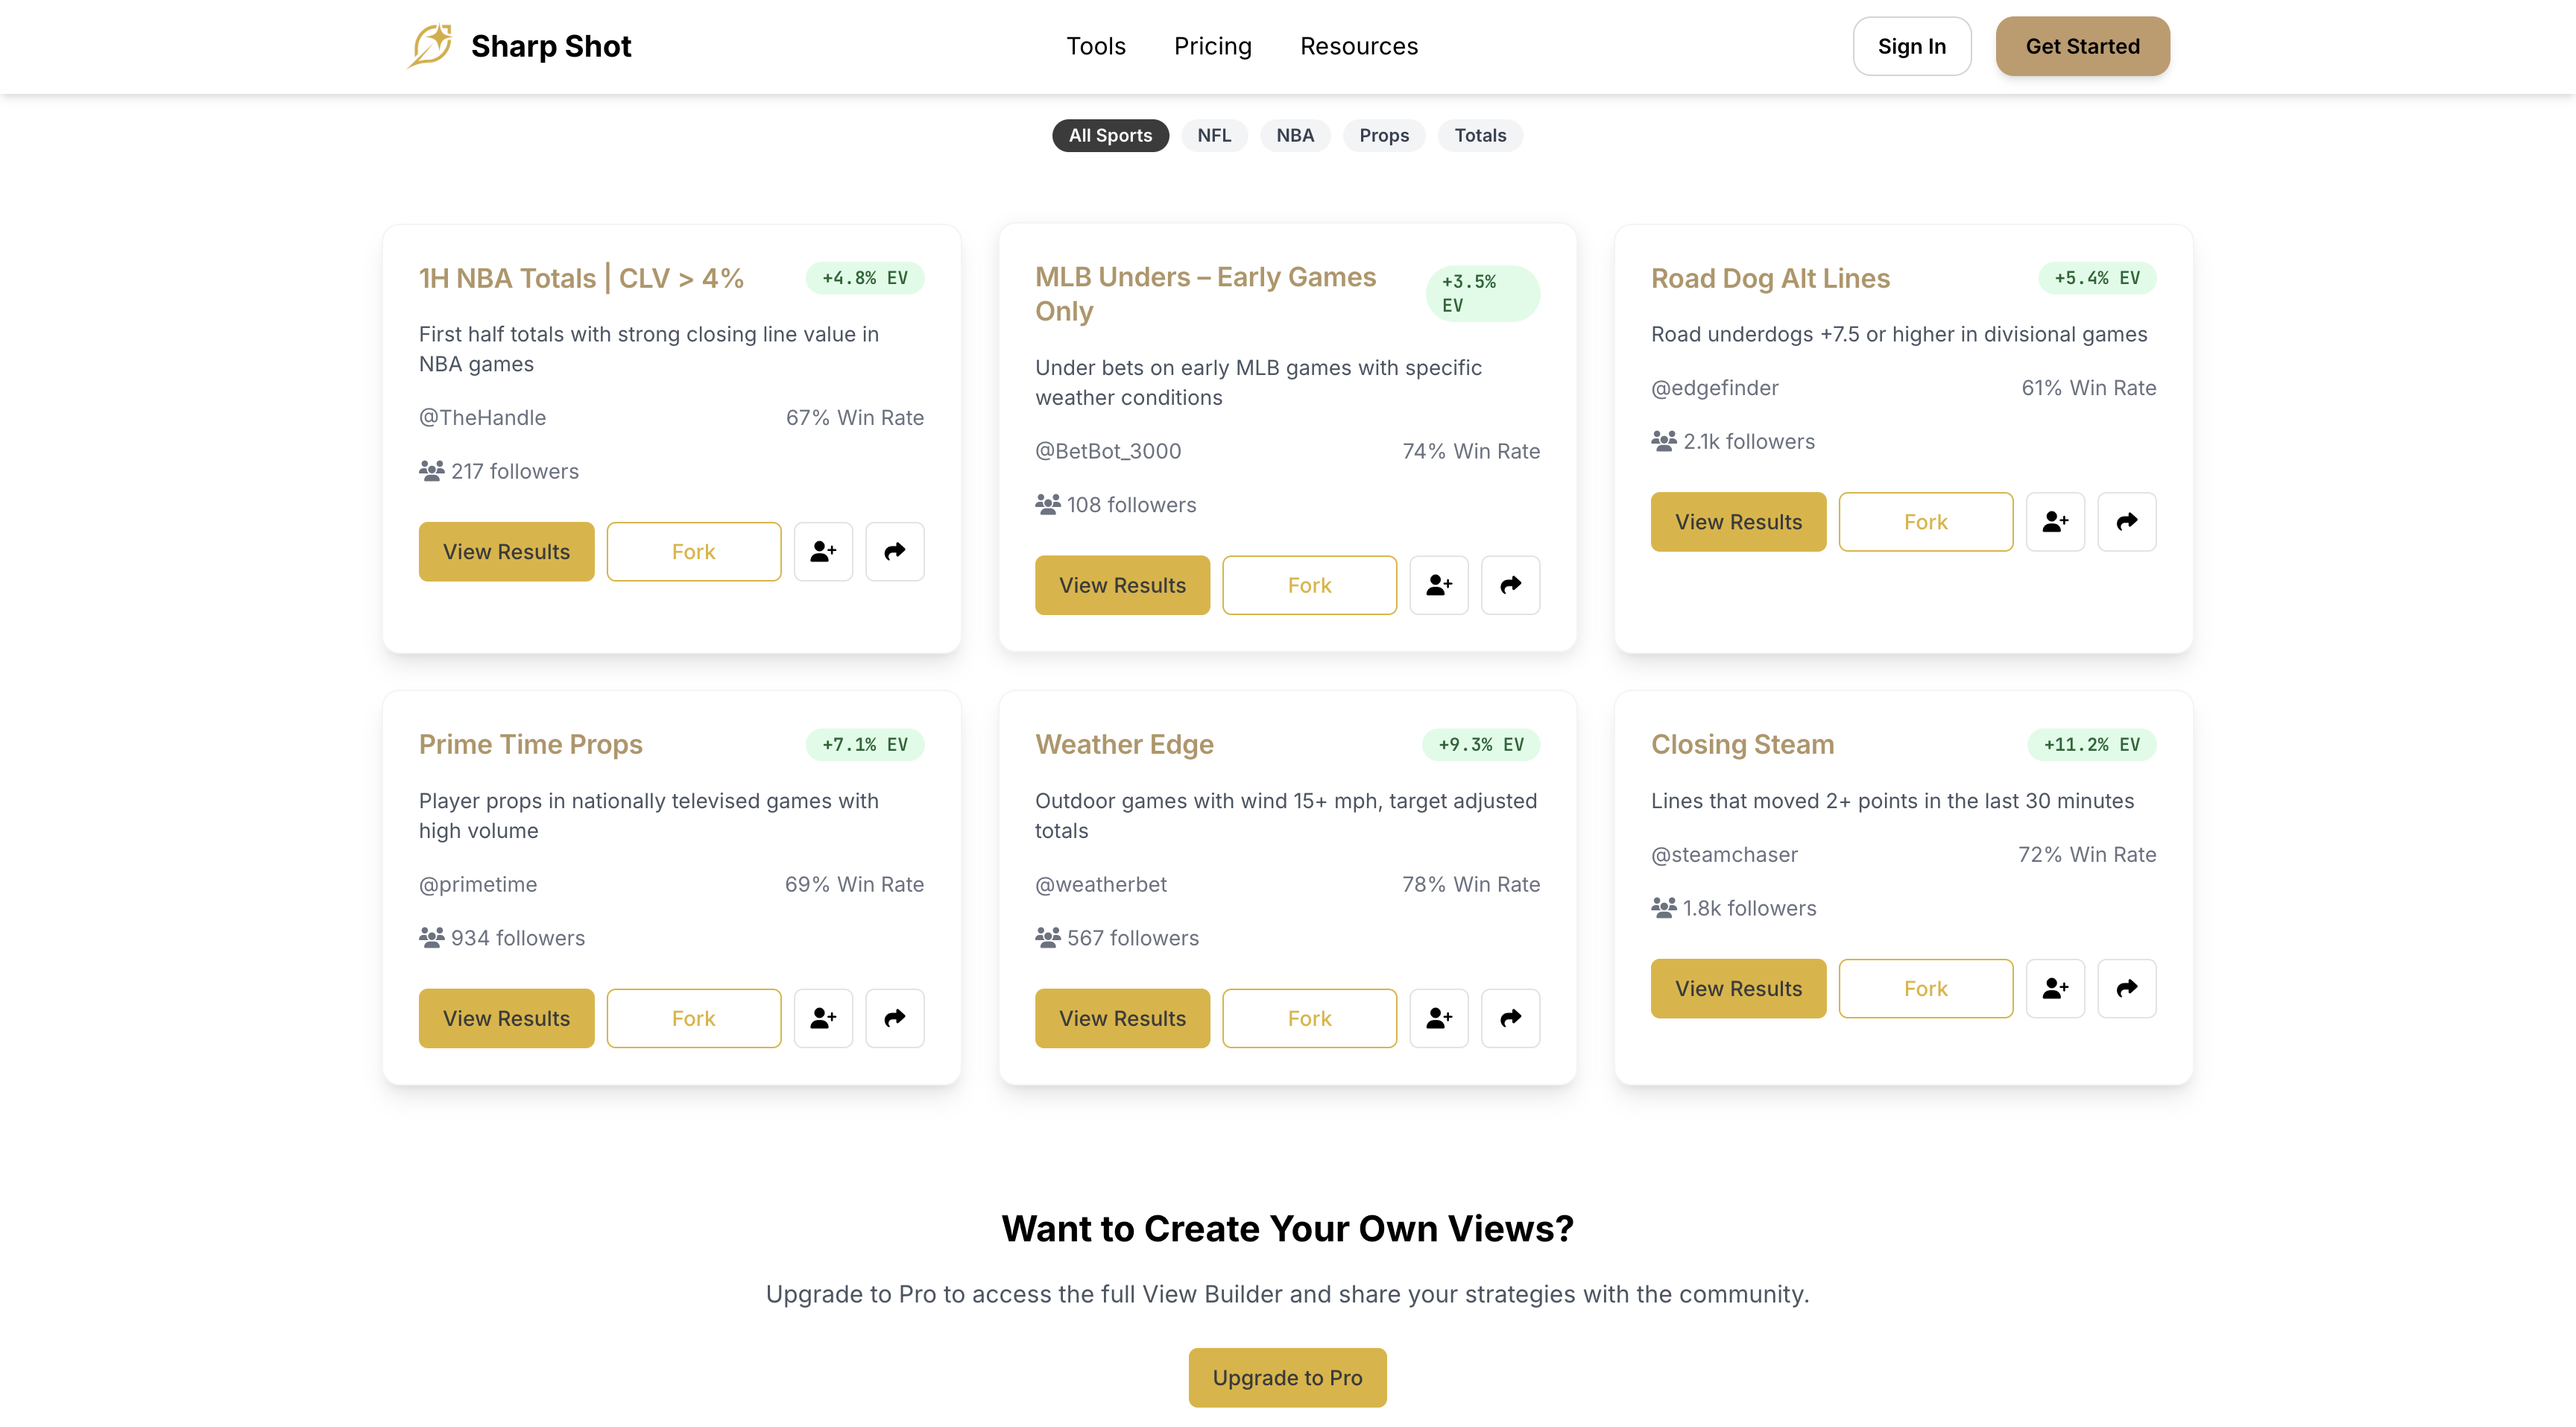 Sharp Shot
Tools
Pricing
Resources
Sign In
Get Started
All Sports
NFL
NBA
Props
Totals
1H NBA Totals | CLV > 4%
+4.8% EV
First half totals with strong closing line value in
NBA games
@TheHandle
67% Win Rate
217 followers
View Results
Fork
MLB Unders – Early Games
Only
+3.5%
EV
Under bets on early MLB games with specific
weather conditions
@BetBot_3000
74% Win Rate
108 followers
View Results
Fork
Road Dog Alt Lines
+5.4% EV
Road underdogs +7.5 or higher in divisional games
@edgefinder
61% Win Rate
2.1k followers
View Results
Fork
Prime Time Props
+7.1% EV
Player props in nationally televised games with
high volume
@primetime
69% Win Rate
934 followers
View Results
Fork
Weather Edge
+9.3% EV
Outdoor games with wind 15+ mph, target adjusted
totals
@weatherbet
78% Win Rate
567 followers
View Results
Fork
Closing Steam
+11.2% EV
Lines that moved 2+ points in the last 30 minutes
@steamchaser
72% Win Rate
1.8k followers
View Results
Fork
Want to Create Your Own Views?
Upgrade to Pro to access the full View Builder and share your strategies with the community.
Upgrade to Pro